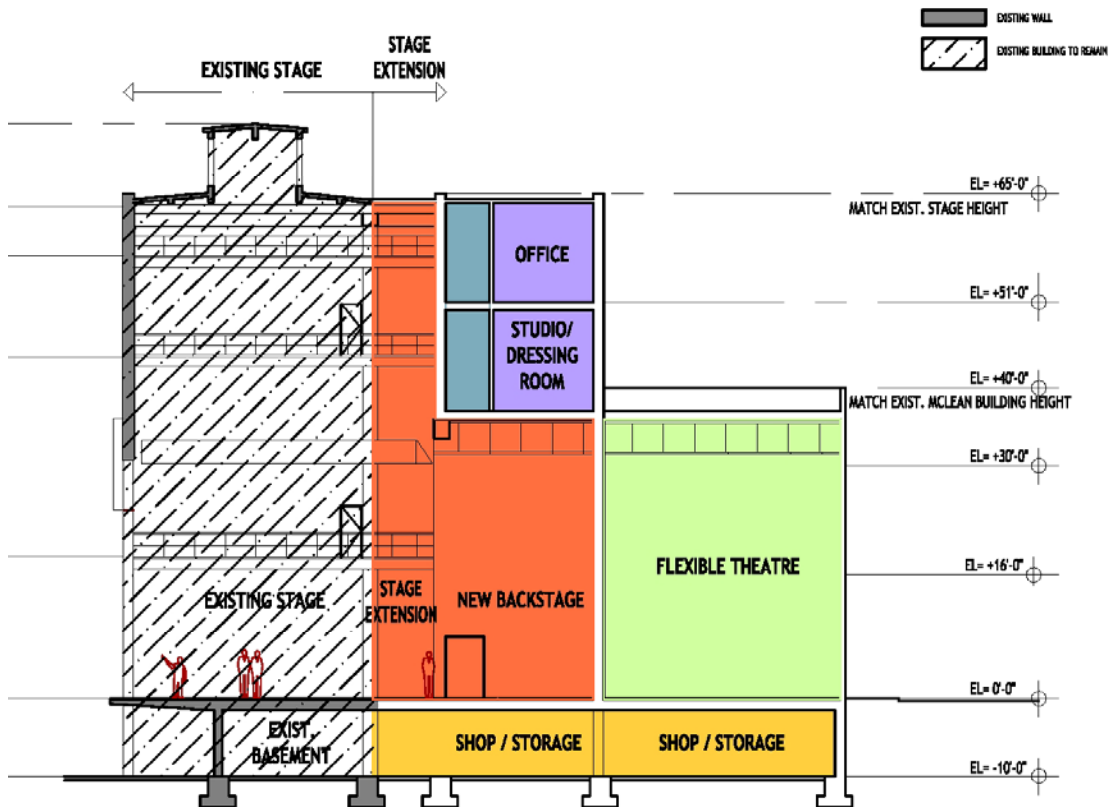 EXISTING WALL
EXISTING BUILDING TO REMAIN
STAGE
EXTENSION
EXISTING STAGE
EL= +65'-0"
MATCH EXIST. STAGE HEIGHT
OFFICE
EL= +51'-0"
STUDIO/
DRESSING
ROOM
EL= +40'-0"
MATCH EXIST. MCLEAN BUILDING HEIGHT
EL= +30'-0"
EL= +16'-0"
FLEXIBLE THEATRE
EXISTING STAGE
STAGE
EXTENSION
NEW BACKSTAGE
EL= 0'-0"
EXIST.
BASEMENT
SHOP / STORAGE
SHOP / STORAGE
EL= -10'-0"